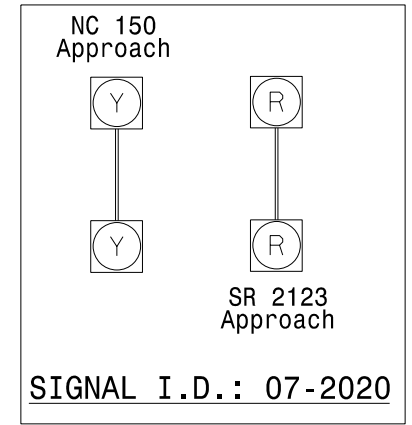 NC 150
Approach
Y
R
Y
R
SR 2123
Approach
SIGNAL I.D.: 07-2020